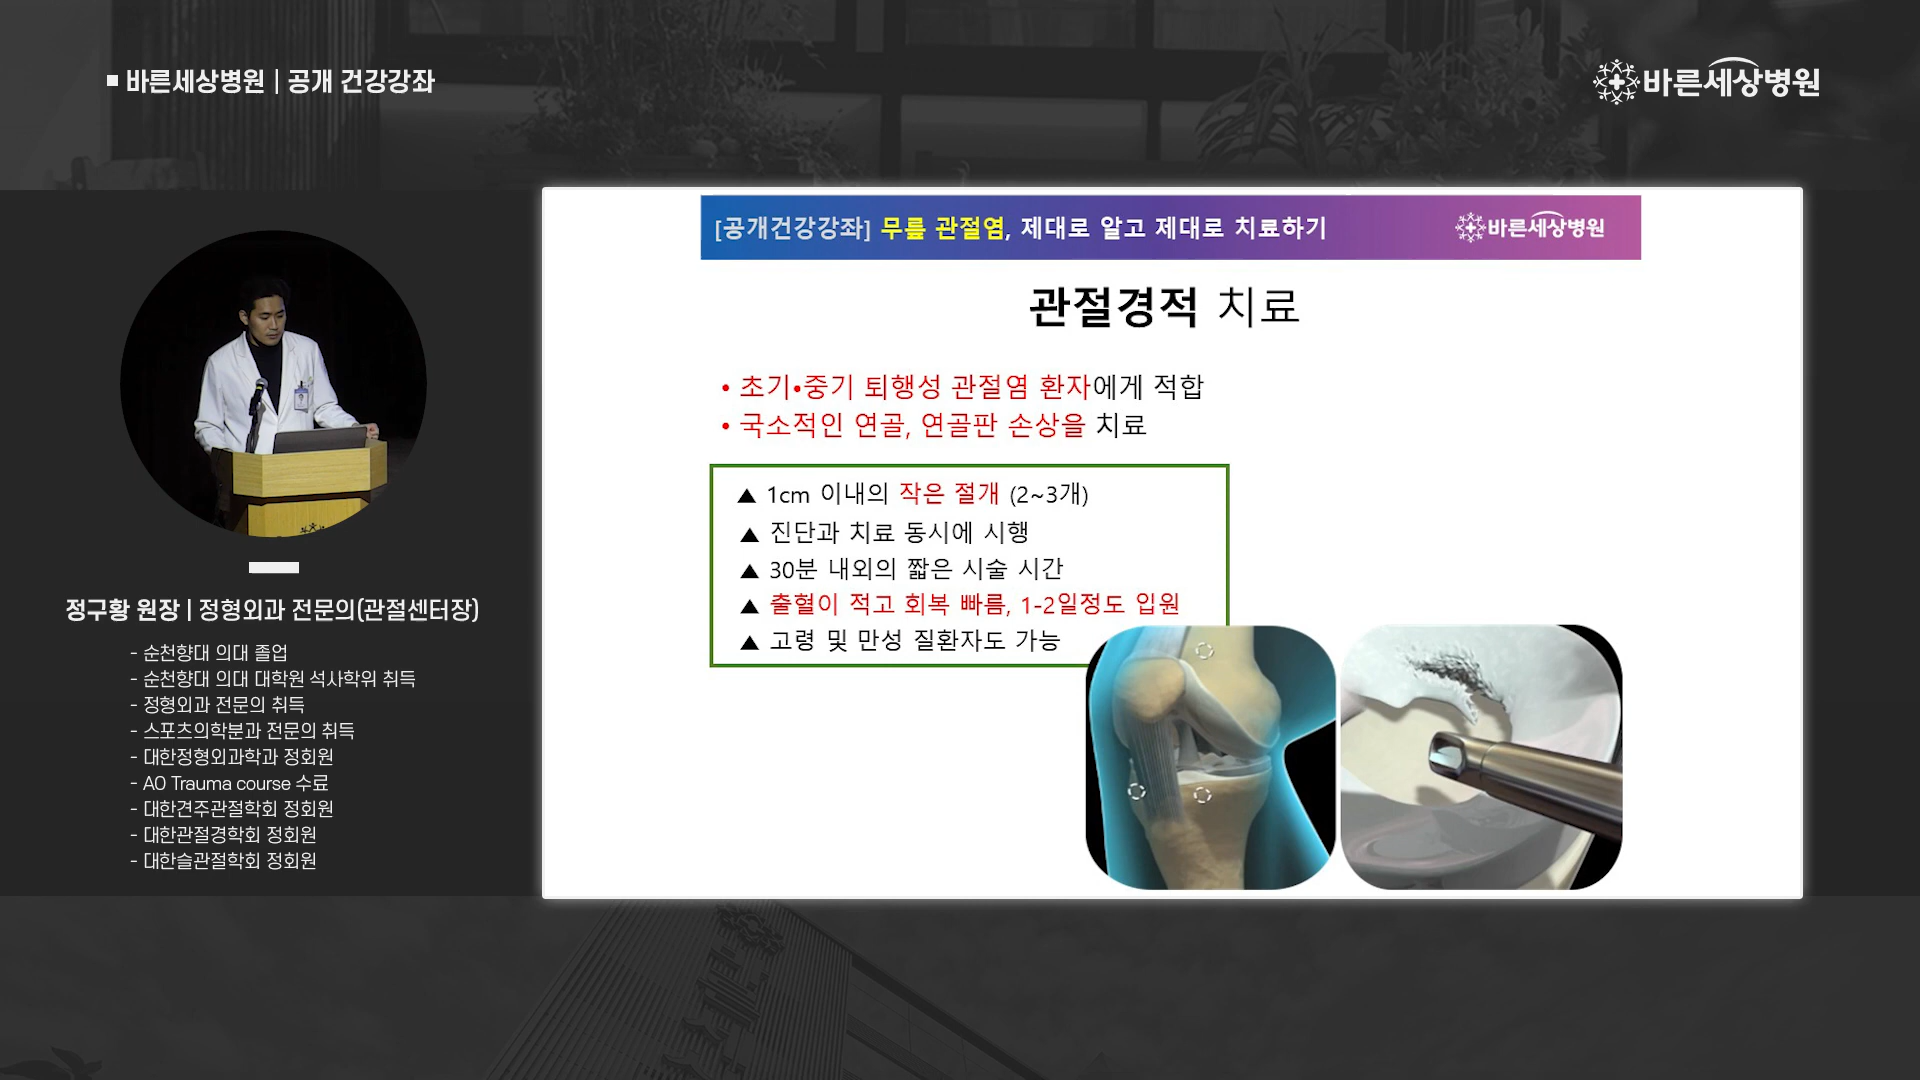 바른세상병원 | 공개 건강강좌
바른세상병원
[공개건강강좌] 무릎 관절염, 제대로 알고 제대로 치료하기
바른세상병원
관절경적 치료
• 초기•중기 퇴행성 관절염 환자에게 적합
• 국소적인 연골, 연골판 손상을 치료
▲ 1cm 이내의 작은 절개 (2~3개)
▲ 진단과 치료 동시에 시행
▲ 30분 내외의 짧은 시술 시간
▲ 출혈이 적고 회복 빠름, 1-2일정도 입원
▲ 고령 및 만성 질환자도 가능
정구황 원장 | 정형외과 전문의(관절센터장)
- 순천향대 의대 졸업
- 순천향대 의대 대학원 석사학위 취득
- 정형외과 전문의 취득
- 스포츠의학분과 전문의 취득
- 대한정형외과학과 정회원
- AO Trauma course 수료
- 대한견주관절학회 정회원
- 대한관절경학회 정회원
- 대한슬관절학회 정회원